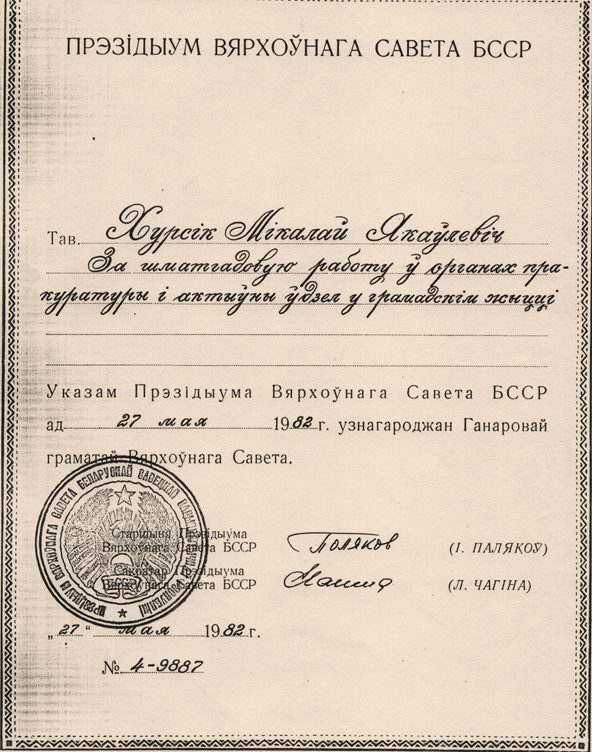 ПРЭЗІДЫУМ ВЯРХОЎНАГА САВЕТА БССР
Тав. Хурсік Мікалай Якаўлевіч
За шматгадовую работу ў органах пра-
куратуры і актыўны ўдзел у грамадскім жыцці
Указам Прэзідыума Вярхоўнага Савета БССР
ад 27 мая 1982 г. узнагароджан Ганаровай
граматай Вярхоўнага Савета.
Старшыня Прэзідыўма
Вярхоўнага Савета БССР
Поляков
(І. ПАЛЯКОЎ)
Сакратар Прэзідыума
Вярхоўнага Савета БССР
(Л. ЧАГІНА)
„27“ мая 1982 г.
№ 4-9887